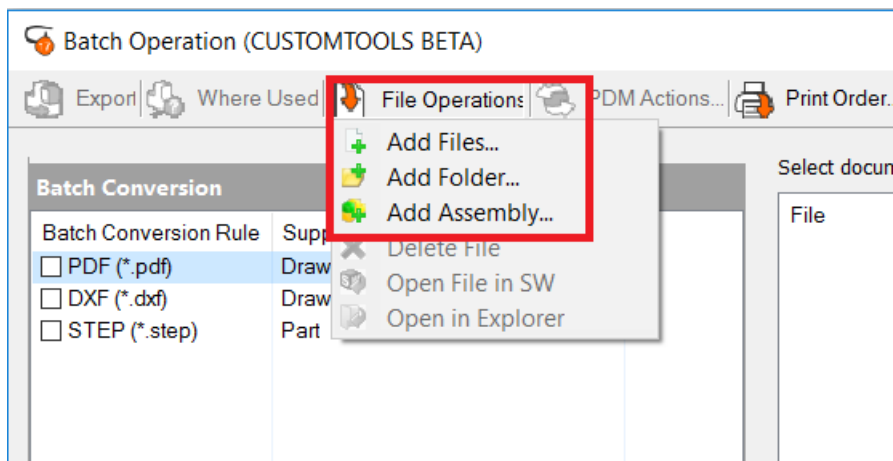 Batch Operation (CUSTOMTOOLS BETA)
Export Where Used File Operations PDM Actions... Print Order.
Add Files...
Add Folder...
Add Assembly...
Delete File
Open File in SW
Open in Explorer
Batch Conversion
Batch Conversion Rule Supp
PDF (*.pdf) Draw
DXF (*.dxf) Draw
STEP (*.step) Part
Select docum
File